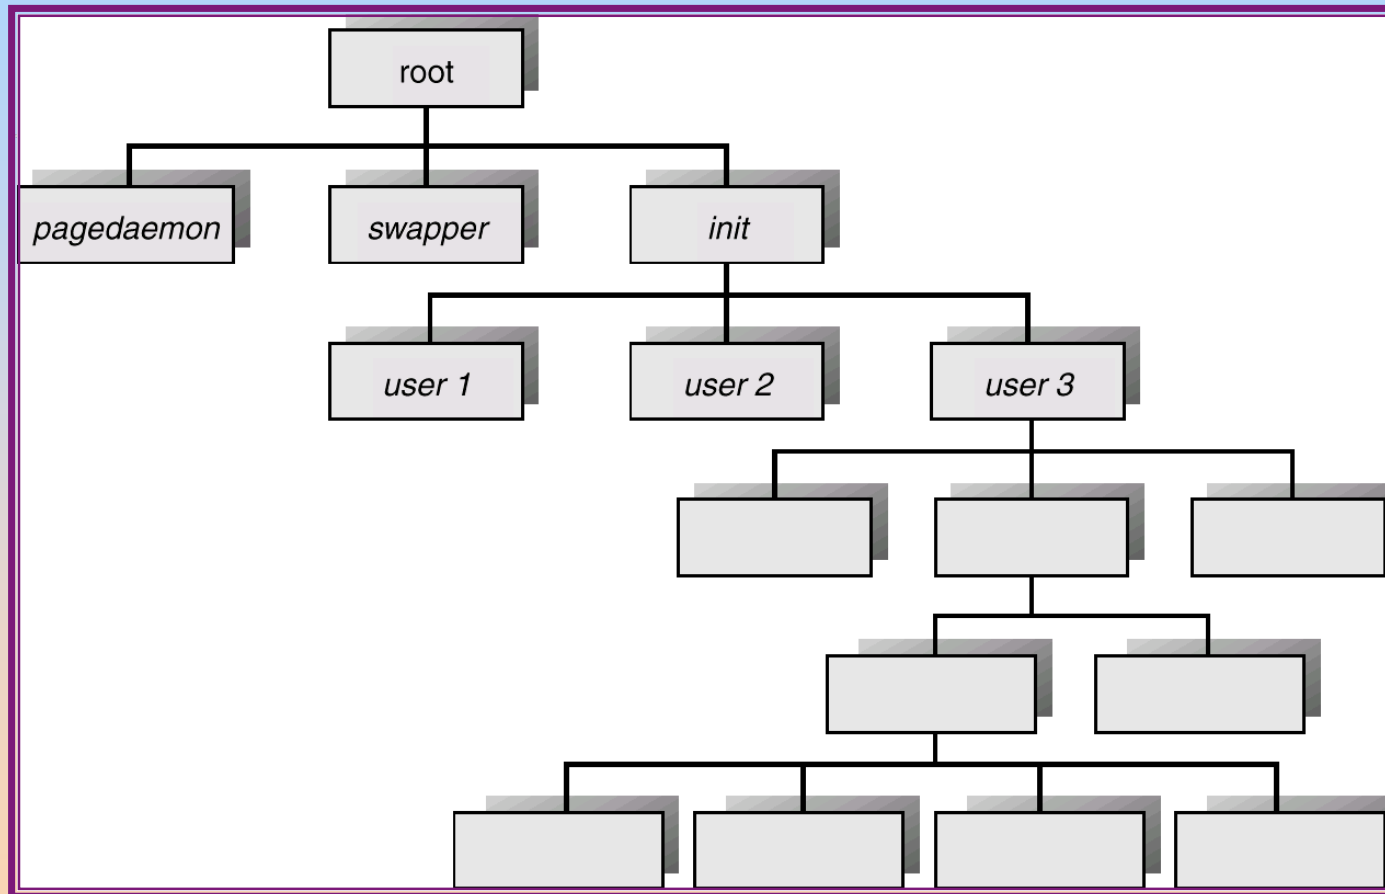 root
pagedaemon
swapper
init
user 1
user 2
user 3